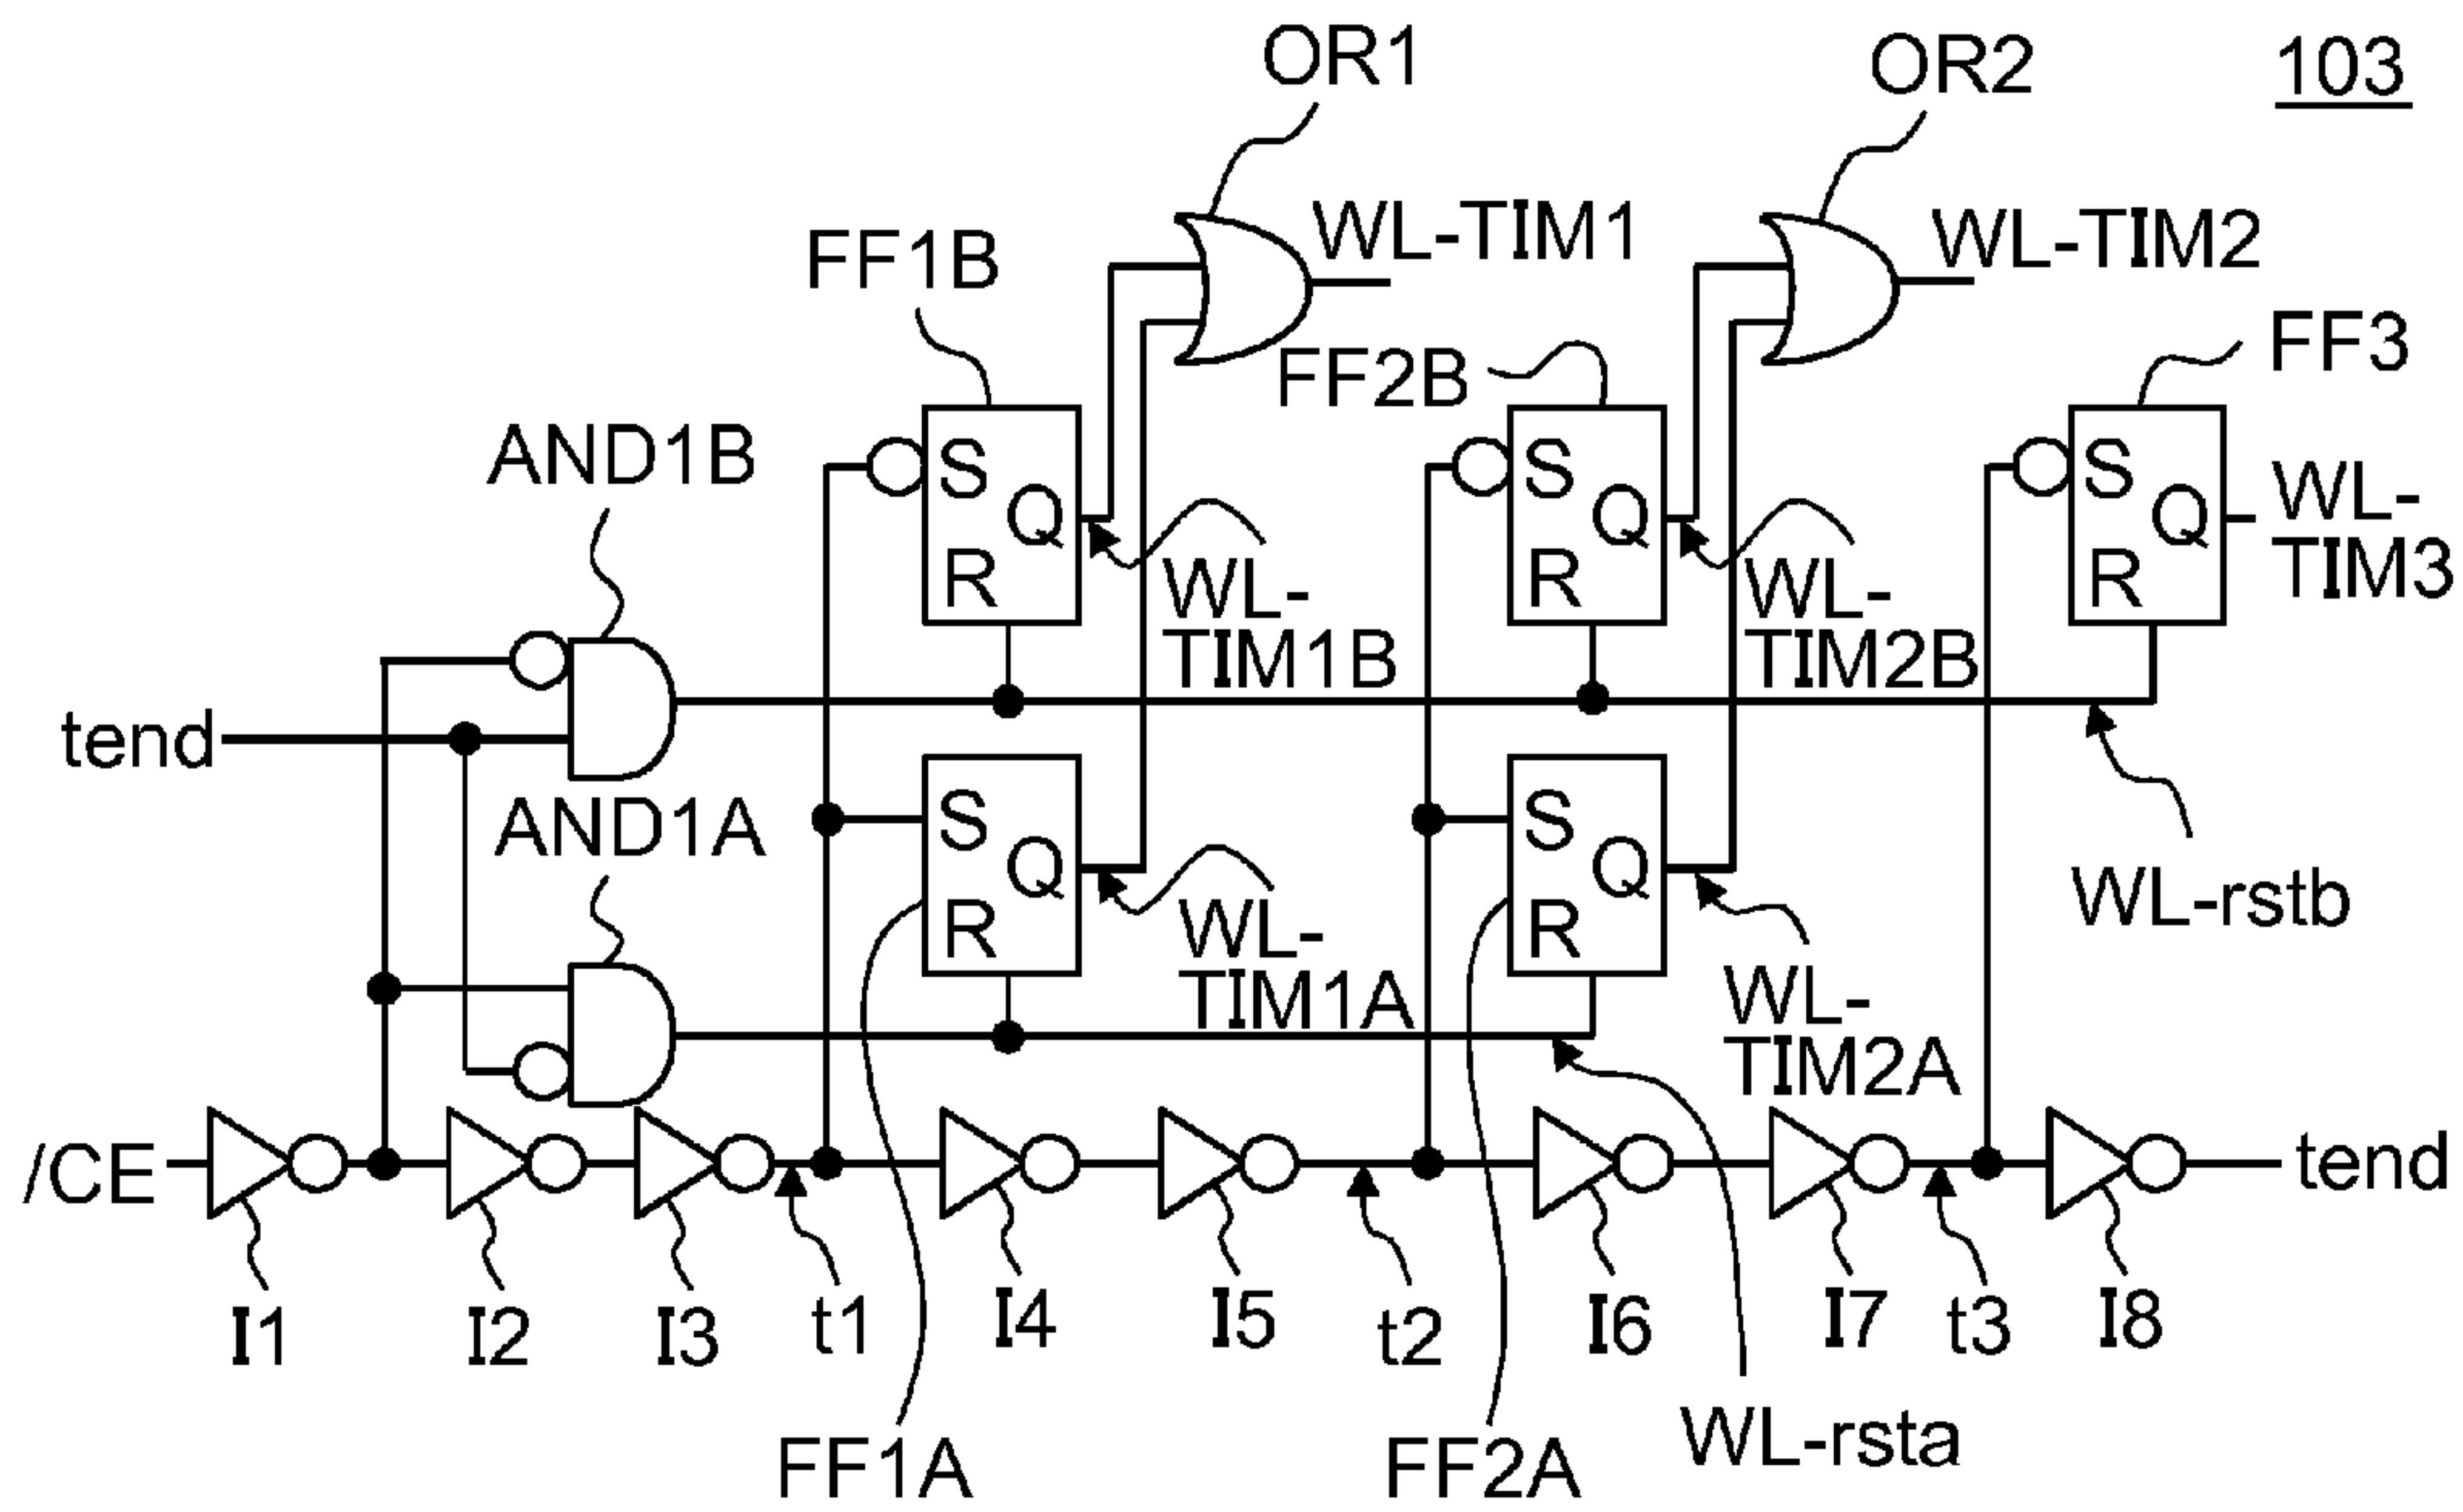 OR1
OR2
103
WL-TIM1
WL-TIM2
FF1B
FF2B
FF3
AND1B
S
Q
R
S
Q
R
S
Q
R
WL-
TIM3
WL-
TIM1B
WL-
TIM2B
tend
AND1A
S
Q
R
S
Q
R
WL-rstb
WL-
TIM1A
WL-
TIM2A
/CE
tend
I1
I2
I3
t1
I4
I5
t2
I6
I7
t3
I8
FF1A
FF2A
WL-rsta